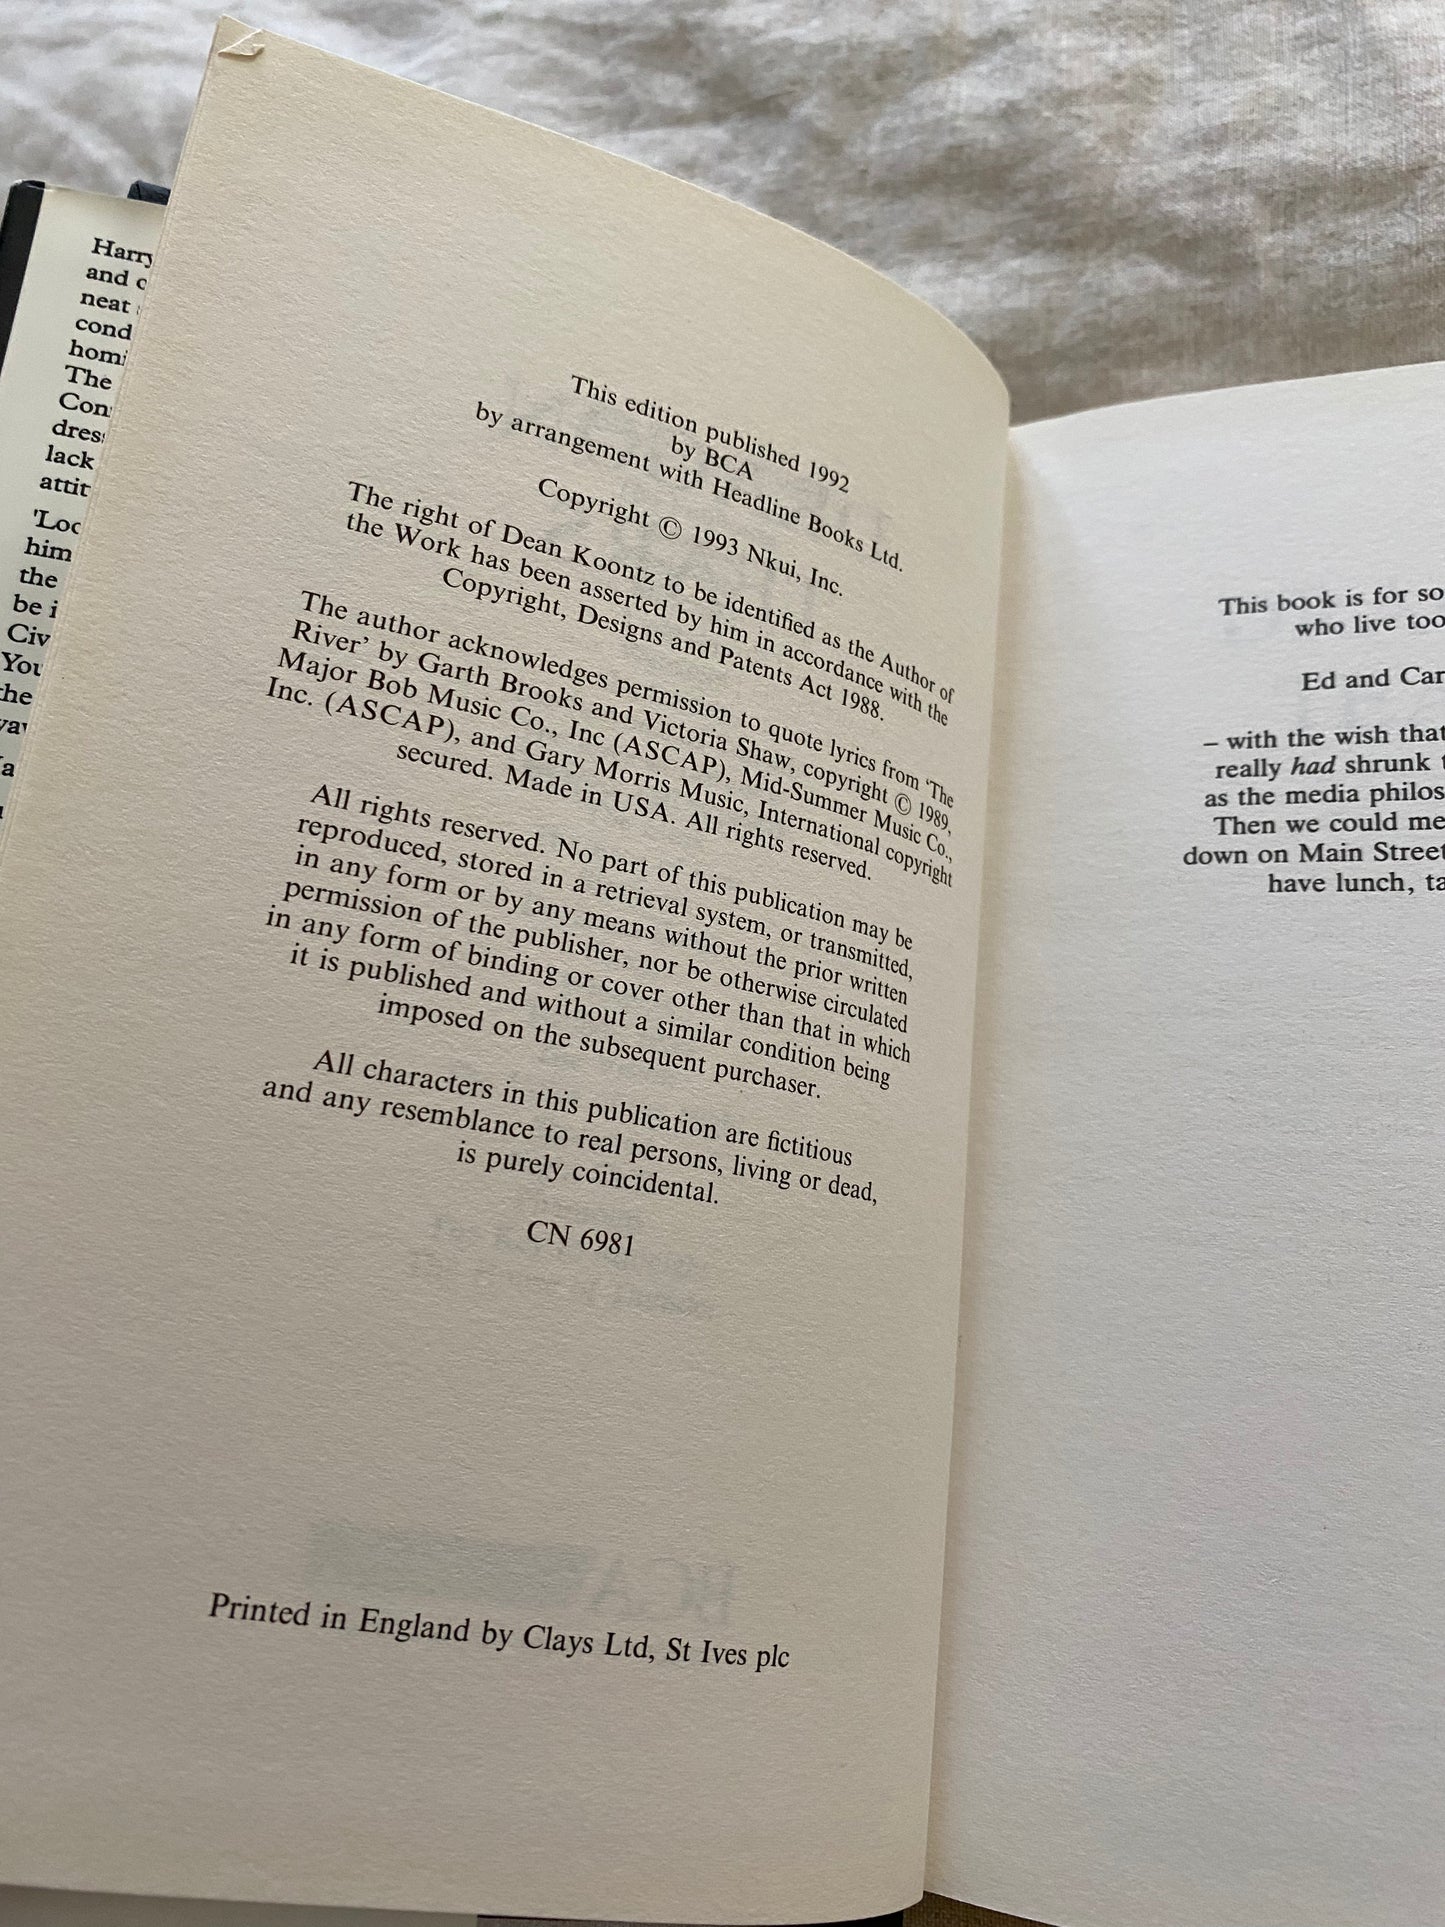 Harry
and
neat
cond
homi
The
Con
dres
lack
attit
'Loc
him
the
be i
Civ
You
the
This edition published 1992
by BCA
by arrangement with Headline Books Ltd.
Copyright © 1993 Nkui, Inc.
The right of Dean Koontz to be identified as the Author of
the Work has been asserted by him in accordance with the
Copyright, Designs and Patents Act 1988.
The author acknowledges permission to quote lyrics from 'The
River' by Garth Brooks and Victoria Shaw, copyright © 1989,
Major Bob Music Co., Inc (ASCAP), Mid-Summer Music Co.,
Inc. (ASCAP), and Gary Morris Music, International copyright
secured. Made in USA. All rights reserved.
All rights reserved. No part of this publication may be
reproduced, stored in a retrieval system, or transmitted,
in any form or by any means without the prior written
permission of the publisher, nor be otherwise circulated
in any form of binding or cover other than that in which
it is published and without a similar condition being
imposed on the subsequent purchaser.
All characters in this publication are fictitious
and any resemblance to real persons, living or dead,
is purely coincidental.
CN 6981
Printed in England by Clays Ltd, St Ives plc
This book is for so
who live too
Ed and Car
– with the wish that
really had shrunk t
as the media philos
Then we could me
down on Main Street
have lunch, ta